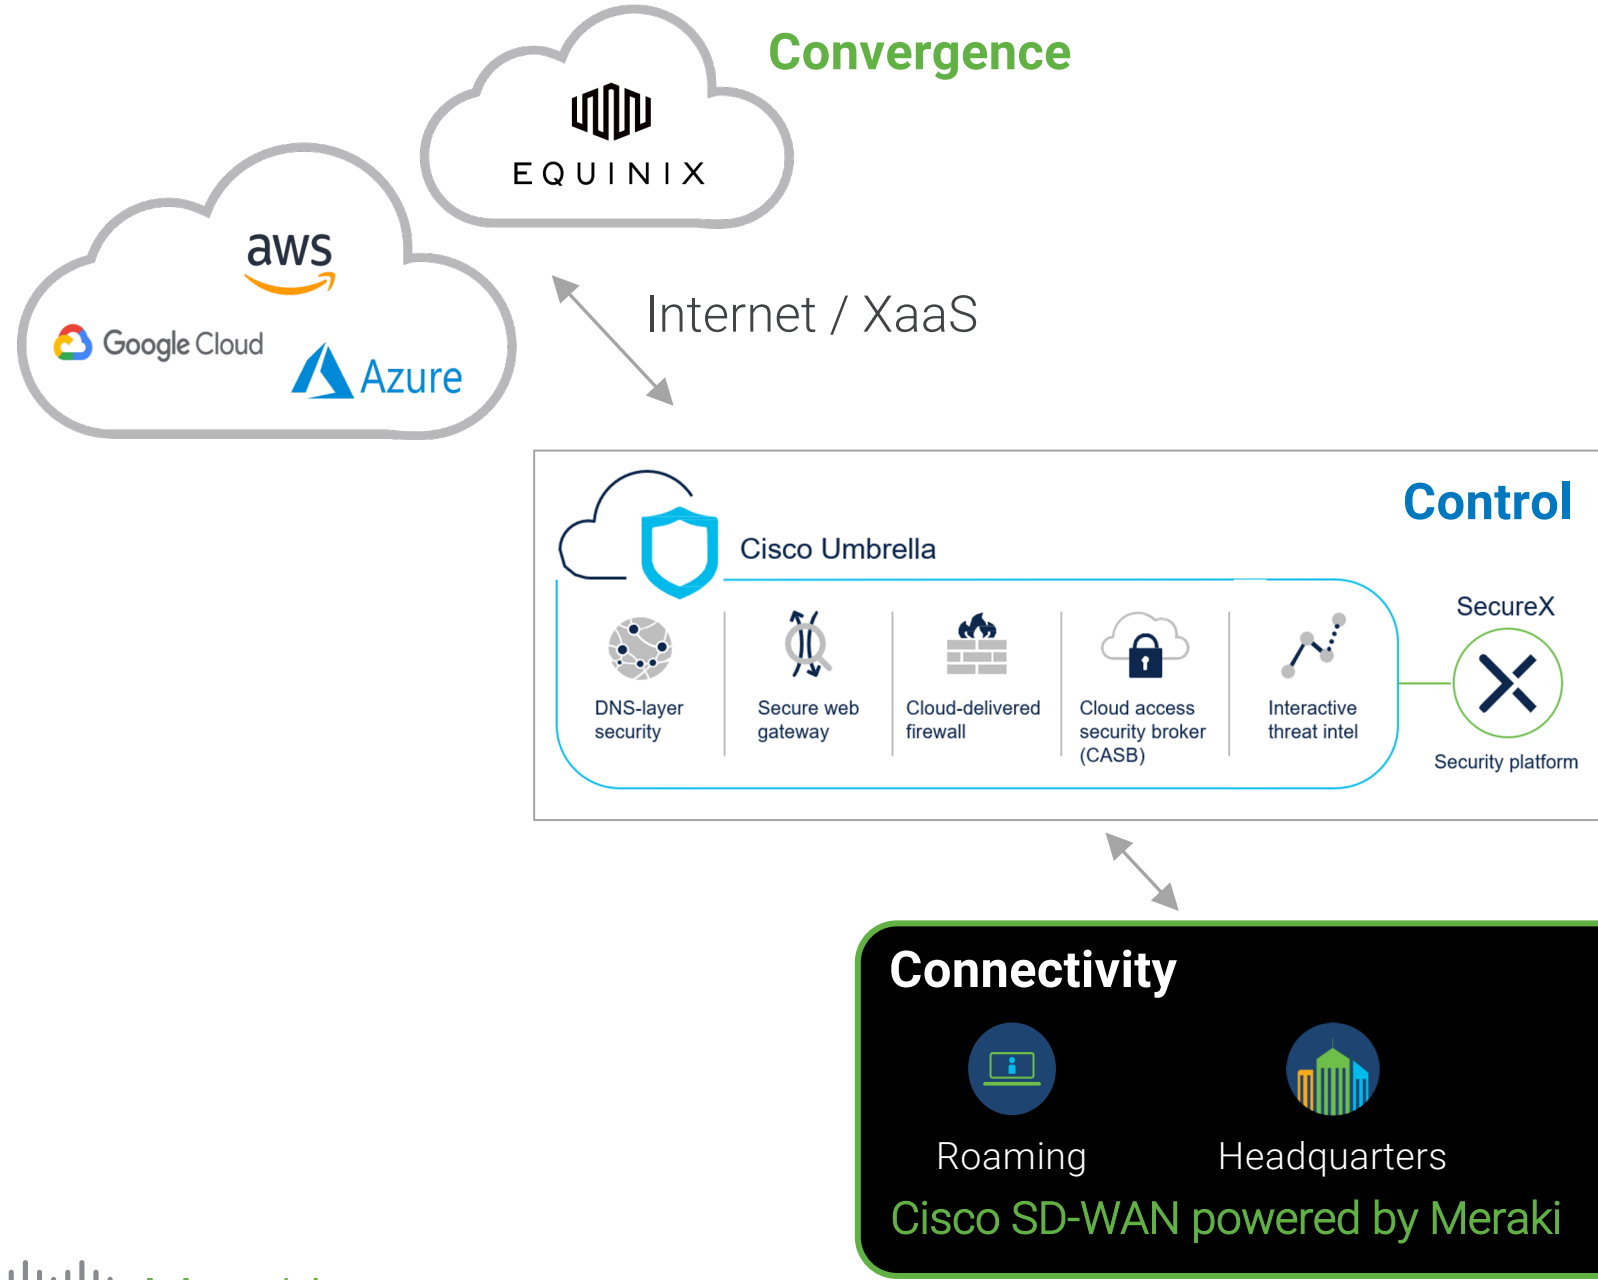 Convergence
EQUINIX
aws
Google Cloud
Azure
Internet / XaaS
Control
Cisco Umbrella
SecureX
DNS-layer
security
Secure web
gateway
Cloud-delivered
firewall
Cloud access
security broker
(CASB)
Interactive
threat intel
Security platform
Connectivity
Roaming
Headquarters
Cisco SD-WAN powered by Meraki